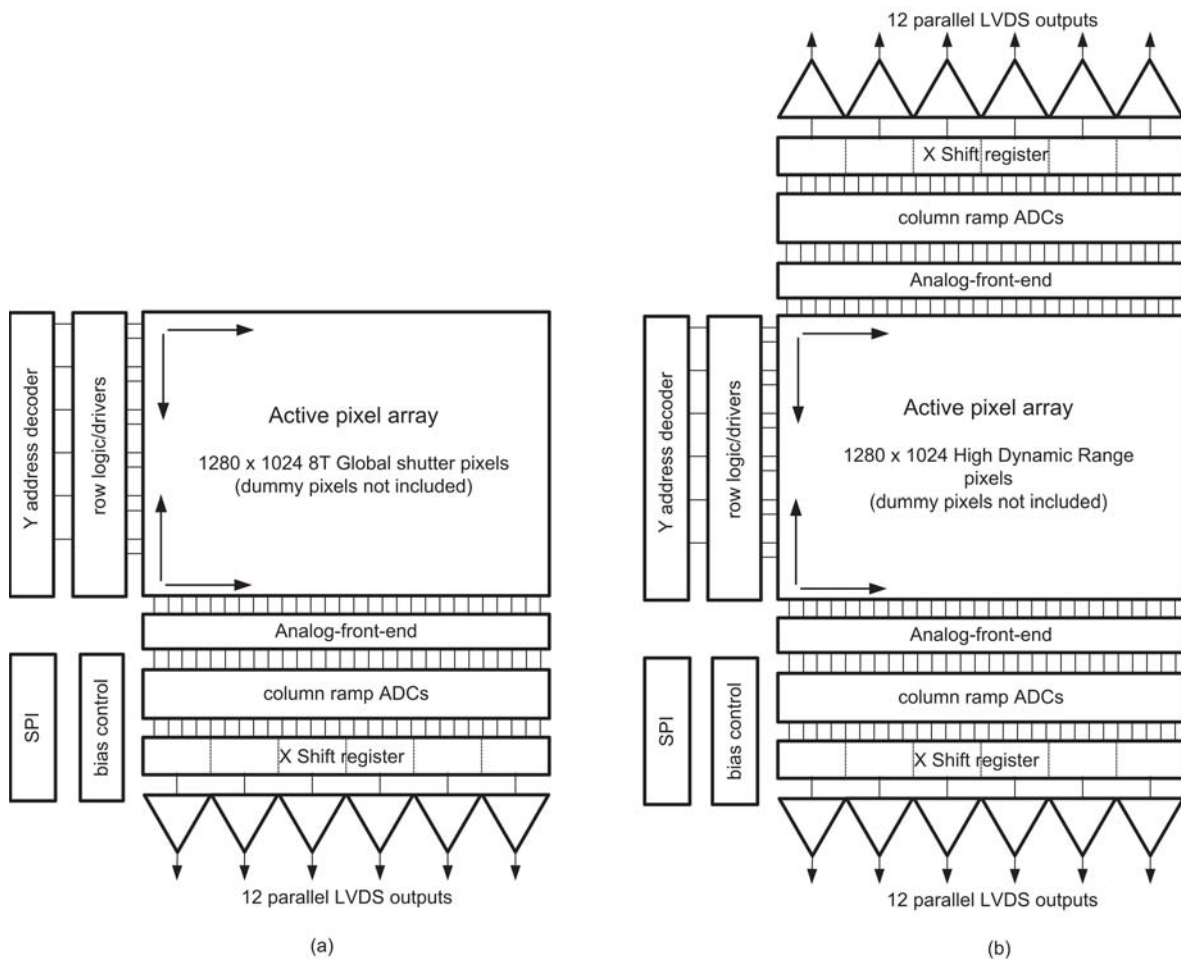 12 parallel LVDS outputs
X Shift register
column ramp ADCs
Analog-front-end
Y address decoder
row logic/drivers
Active pixel array
1280 x 1024 8T Global shutter pixels
(dummy pixels not included)
Analog-front-end
SPI
bias control
column ramp ADCs
X Shift register
12 parallel LVDS outputs
(a)
Y address decoder
row logic/drivers
Active pixel array
1280 x 1024 High Dynamic Range
pixels
(dummy pixels not included)
Analog-front-end
SPI
bias control
column ramp ADCs
X Shift register
12 parallel LVDS outputs
(b)